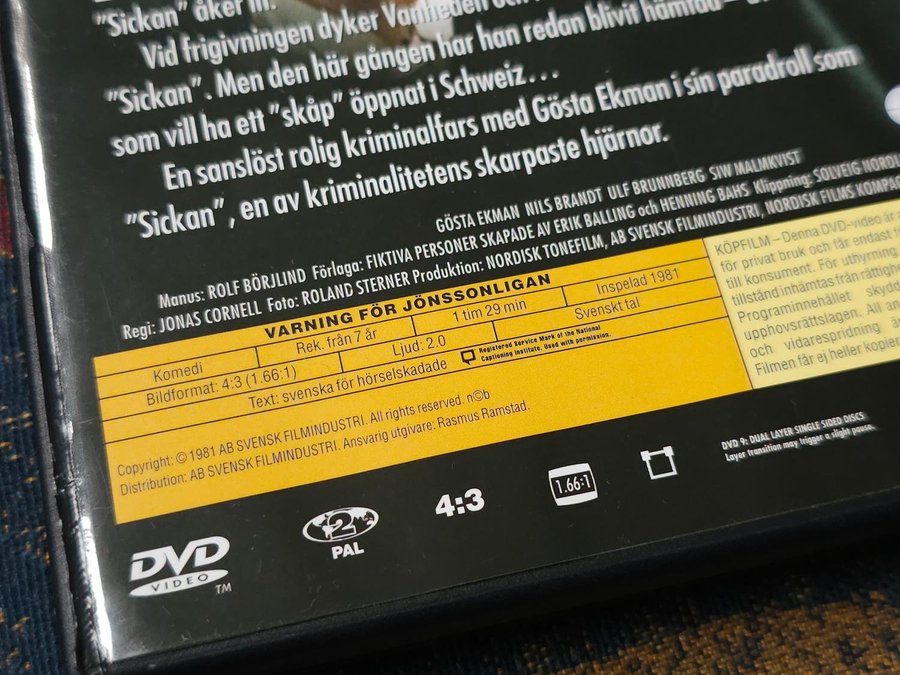 "Sickan" åker in.
Vid frigivningen dyker Vanheden och
"Sickan". Men den här gången har han redan blivit hämtad –
som vill ha ett "skåp" öppnat i Schweiz...
En sanslöst rolig kriminalfars med Gösta Ekman i sin paradroll som
"Sickan", en av kriminalitetens skarpaste hjärnor.
GÖSTA EKMAN NILS BRANDT ULF BRUNNBERG SIW MALMKVIST
Manus: ROLF BÖRJLIND Förlaga: FIKTIVA PERSONER SKAPADE AV ERIK BALLING och HENNING BAHS Klippning: SOLVEIG
Regi: JONAS CORNELL Foto: ROLAND STERNER Produktion: NORDISK TONEFILM, AB SVENSK FILMINDUSTRI, NORDISK FILMS
VARNING FÖR JÖNSSONLIGAN
Komedi Rek. från 7 år 1 tim 29 min Inspelad 1981
Bildformat: 4:3 (1.66:1) Ljud: 2.0 Svenskt tal
Text: svenska för hörselskadade Registered Service Mark of the National
Captioning Institute. Used with permission.
Copyright: © 1981 AB SVENSK FILMINDUSTRI. All rights reserved. n©b
Distribution: AB SVENSK FILMINDUSTRI. Ansvarig utgivare: Rasmus Ramstad.
KÖPFILM – Denna DVD-video är
för privat bruk och får endast
till konsument. För uthyrning
tillstånd inhämtas från
Programinnehållet
upphovsrättslagen. All
och vidarespridning är
Filmen får ej heller
DVD VIDEO TM
2 PAL
4:3
1.66:1
DVD 9: DUAL LAYER SINGLE SIDED DISCS
Layer transition may trigger a slight pause.